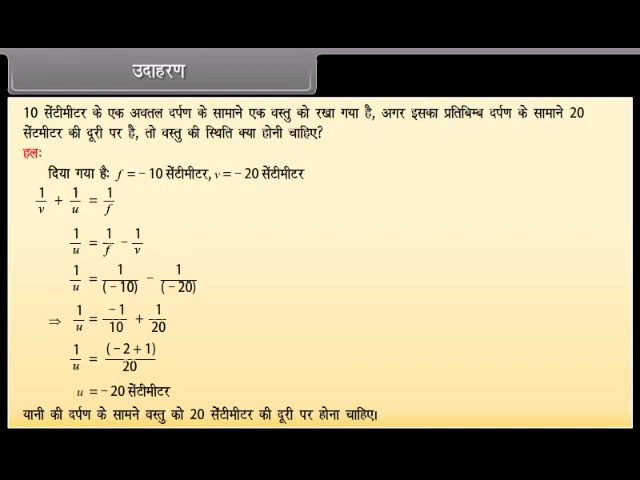 उदाहरण
10 सेंटीमीटर के एक अवतल दर्पण के सामाने एक वस्तु को रखा गया है, अगर इसका प्रतिबिम्ब दर्पण के सामाने 20
सेंटमीटर की दूरी पर है, तो वस्तु की स्थिति क्या होनी चाहिए?
हलः
दिया गया हैः f = – 10 सेंटीमीटर, v = – 20 सेंटीमीटर
1/v + 1/u = 1/f
1/u = 1/f – 1/v
1/u = 1/(– 10) – 1/(– 20)
⇒ 1/u = –1/10 + 1/20
1/u = (– 2 + 1)/20
u = – 20 सेंटीमीटर
यानी की दर्पण के सामने वस्तु को 20 सेंटीमीटर की दूरी पर होना चाहिए।